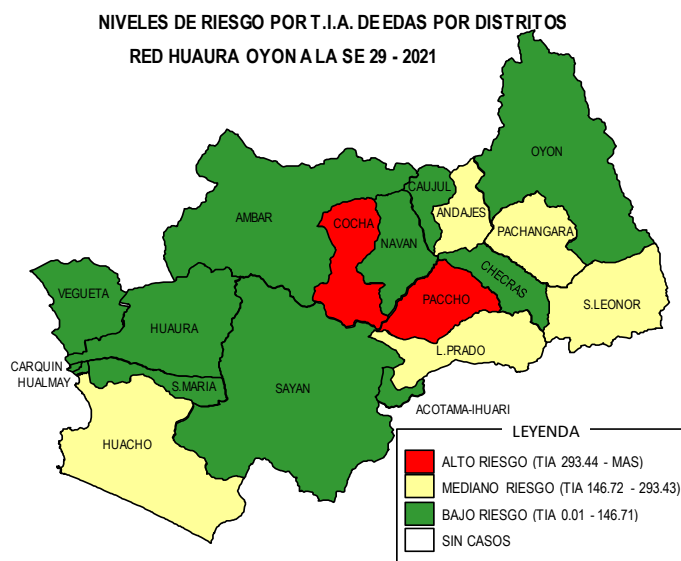 NIVELES DE RIESGO POR T.I.A. DE EDAS POR DISTRITOS
RED HUAURA OYON A LA SE 29 - 2021
OYON
CAUJUL
ANDAJES
AMBAR
COCHA
NAVAN
PACHANGARA
CHECRAS
VEGUETA
PACCHO
S.LEONOR
HUAURA
L.PRADO
CARQUIN
HUALMAY
S.MARIA
SAYAN
ACOTAMA-IHUARI
HUACHO
LEYENDA
ALTO RIESGO (TIA 293.44 - MAS)
MEDIANO RIESGO (TIA 146.72 - 293.43)
BAJO RIESGO (TIA 0.01 - 146.71)
SIN CASOS